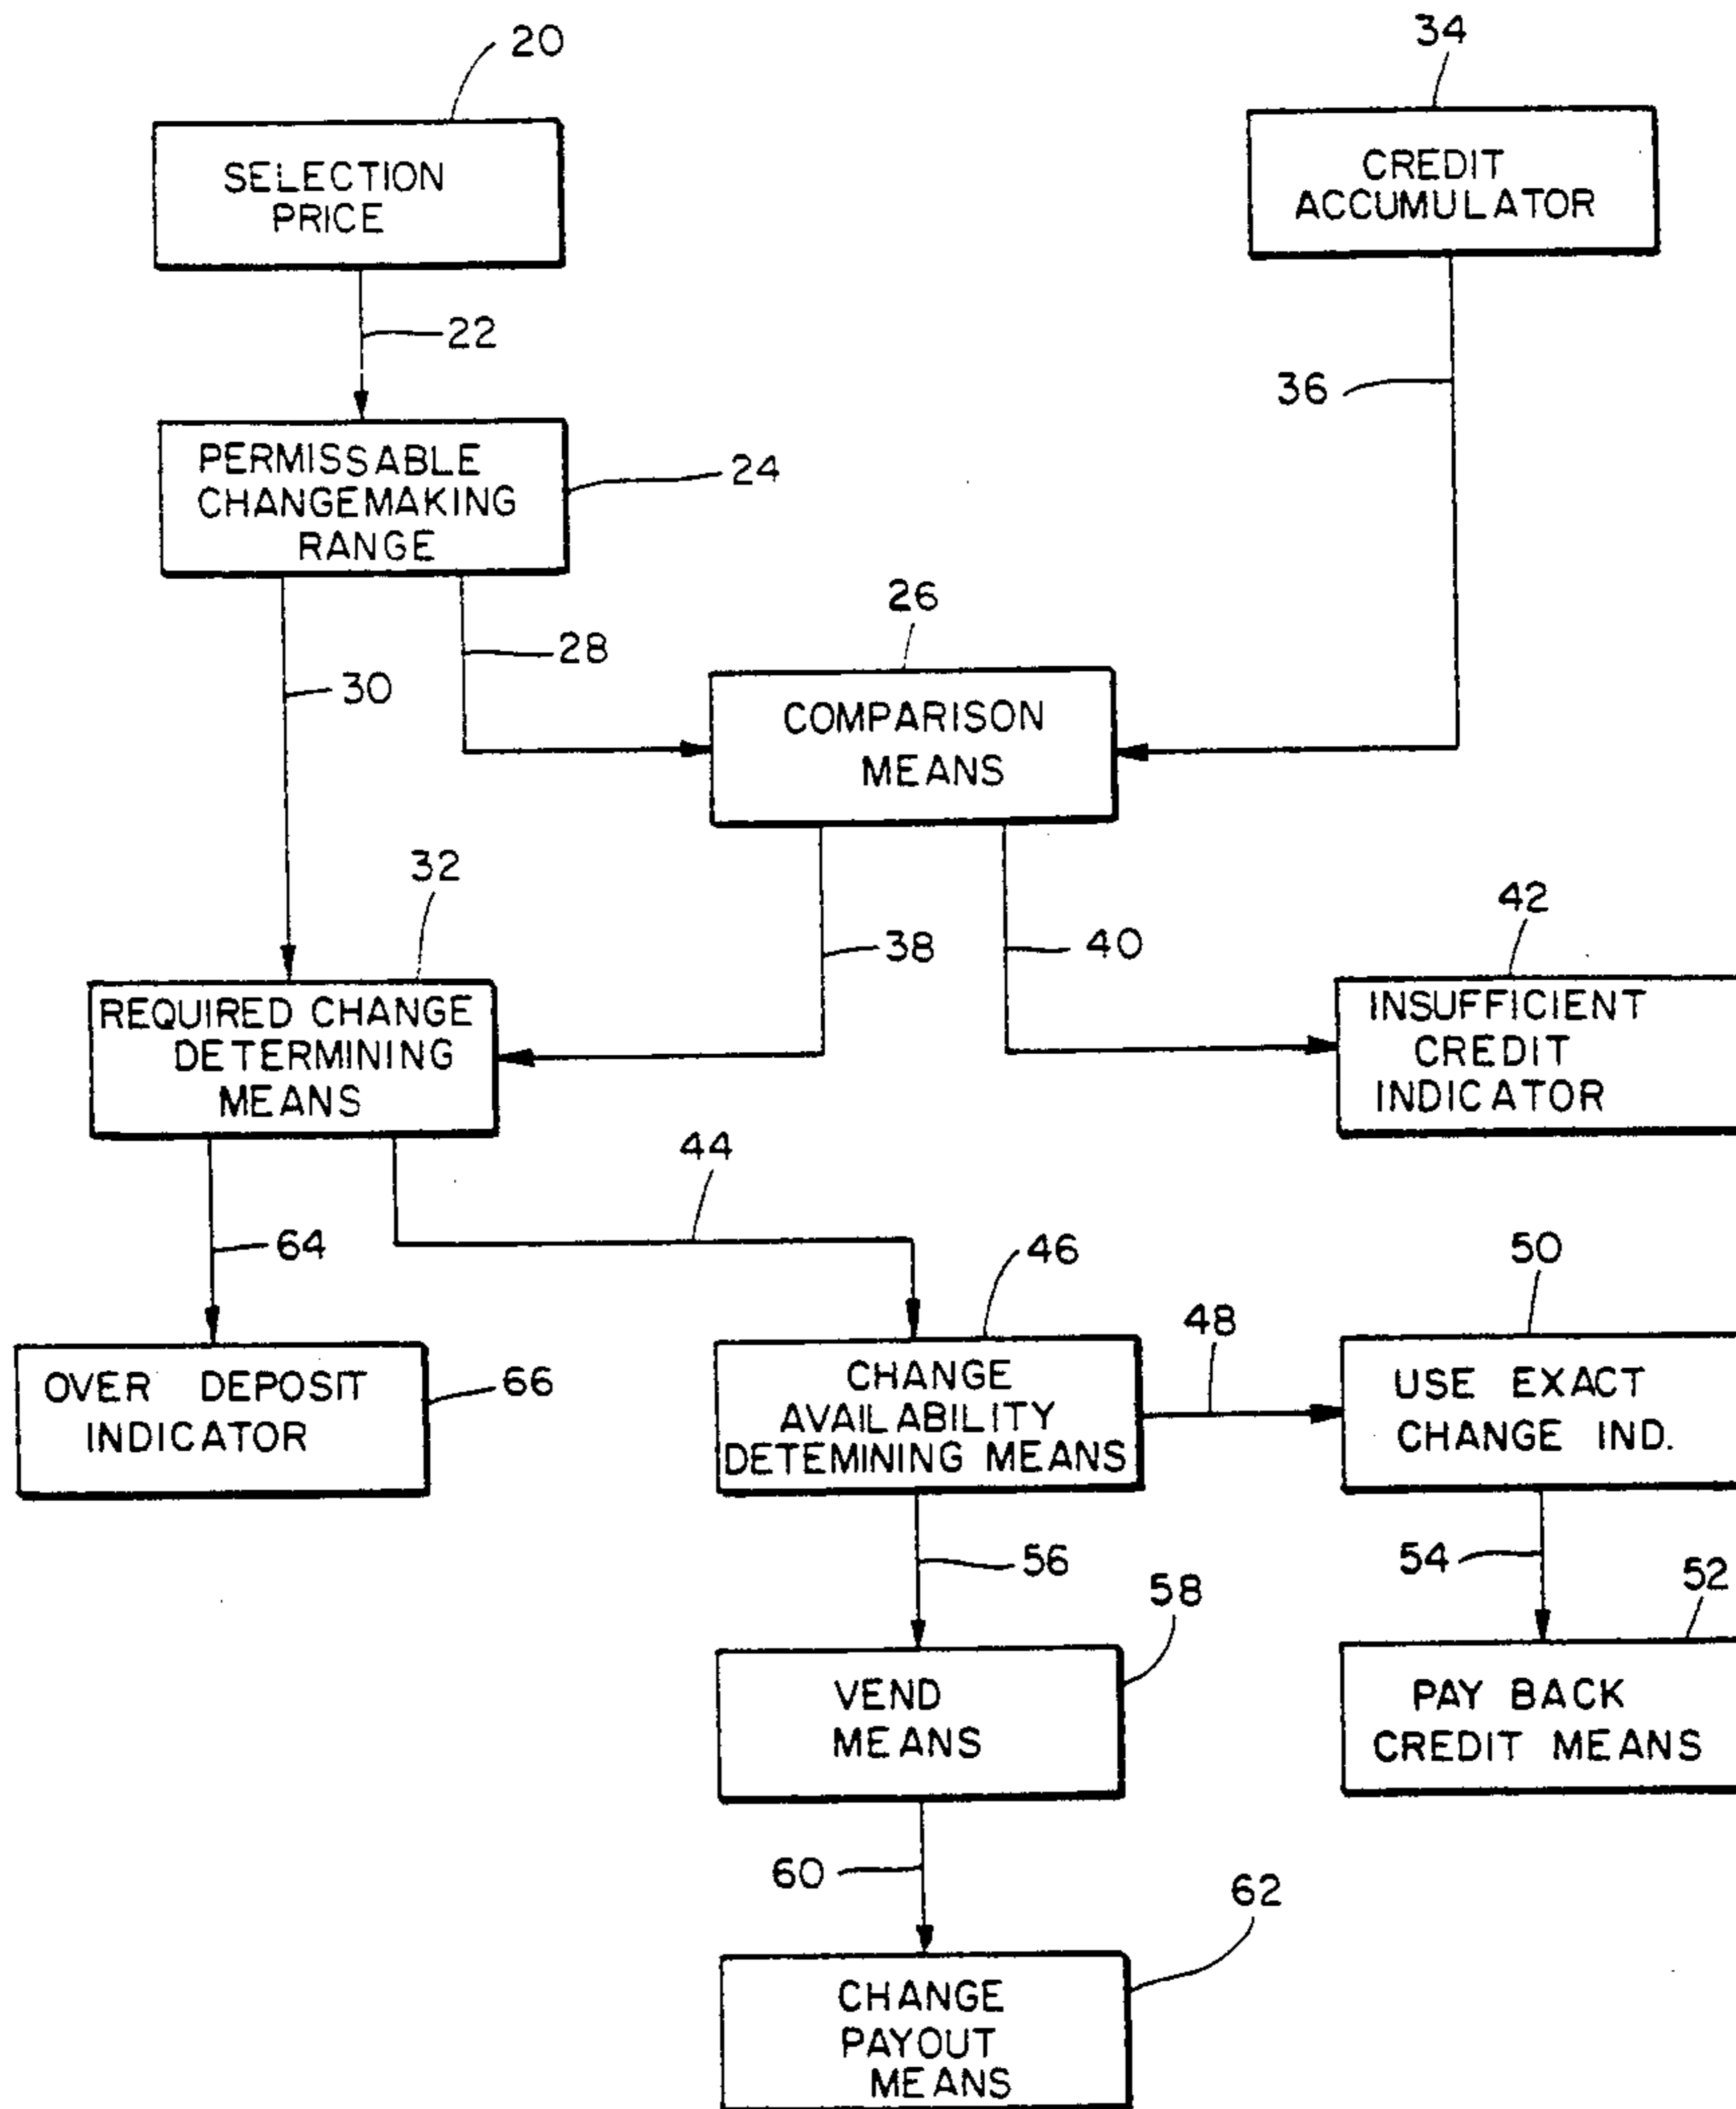 20
34
SELECTION
PRICE
CREDIT
ACCUMULATOR
22
36
PERMISSABLE
CHANGEMAKING
RANGE
24
26
28
30
COMPARISON
MEANS
32
38
40
42
REQUIRED CHANGE
DETERMINING
MEANS
INSUFFICIENT
CREDIT
INDICATOR
44
64
46
48
50
OVER DEPOSIT
INDICATOR
66
CHANGE
AVAILABILITY
DETEMINING MEANS
USE EXACT
CHANGE IND.
56
54
58
52
VEND
MEANS
PAY BACK
CREDIT MEANS
60
62
CHANGE
PAYOUT
MEANS